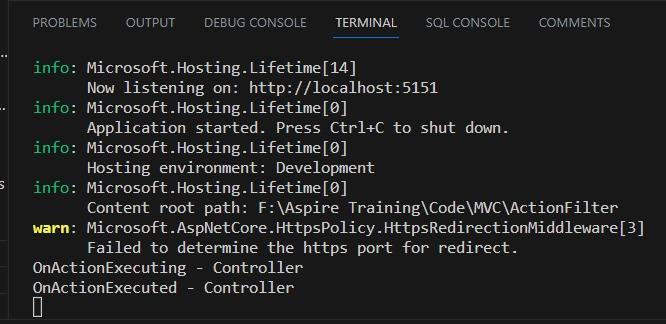 PROBLEMS OUTPUT DEBUG CONSOLE TERMINAL SQL CONSOLE COMMENTS
info: Microsoft.Hosting.Lifetime[14]
Now listening on: http://localhost:5151
info: Microsoft.Hosting.Lifetime[0]
Application started. Press Ctrl+C to shut down.
info: Microsoft.Hosting.Lifetime[0]
Hosting environment: Development
info: Microsoft.Hosting.Lifetime[0]
Content root path: F:\Aspire Training\Code\MVC\ActionFilter
warn: Microsoft.AspNetCore.HttpsPolicy.HttpsRedirectionMiddleware[3]
Failed to determine the https port for redirect.
OnActionExecuting - Controller
OnActionExecuted - Controller